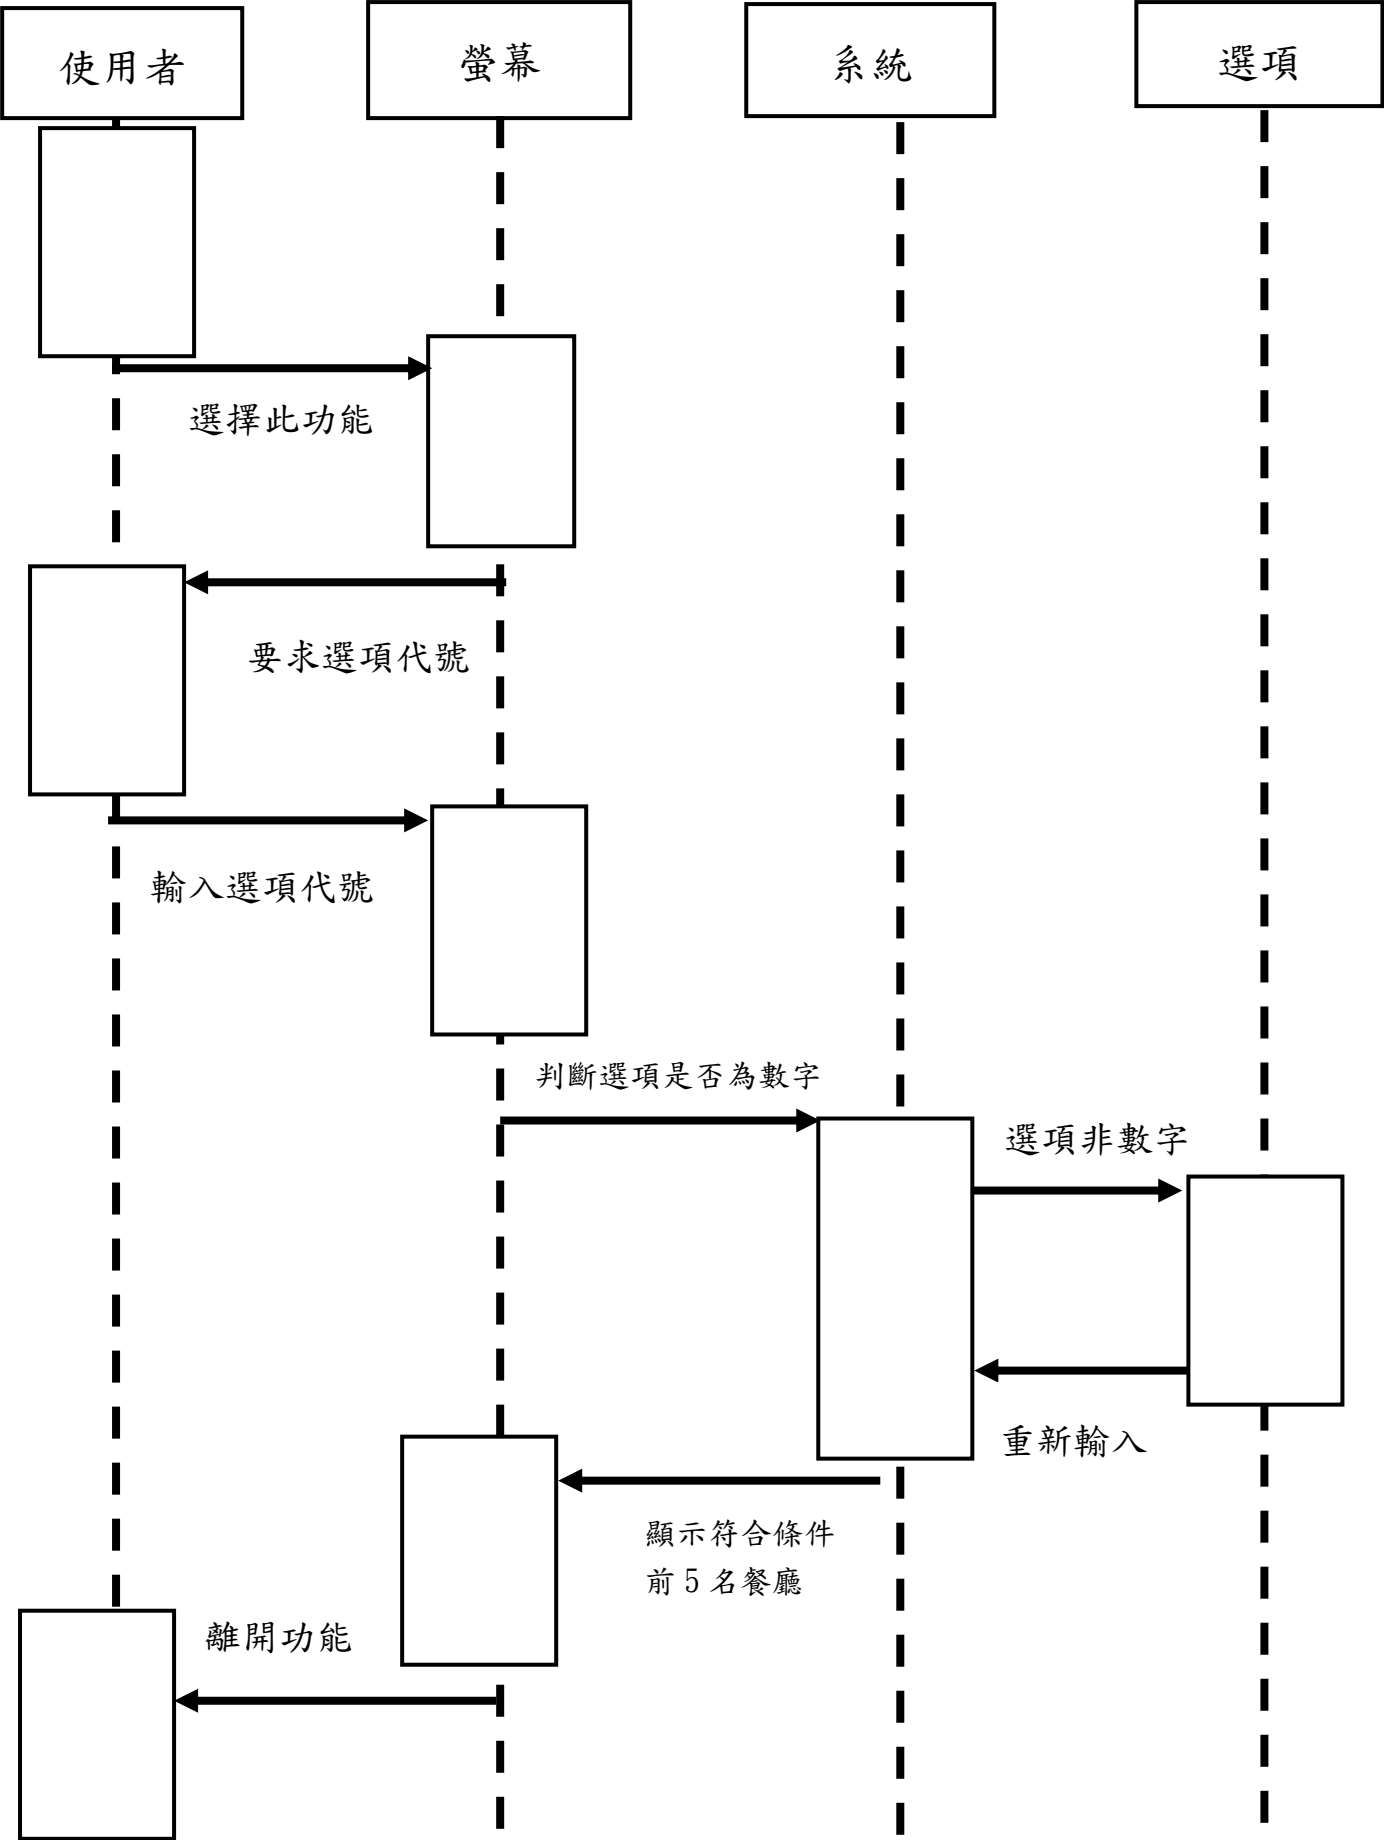 使用者
螢幕
系統
選項
選擇此功能
要求選項代號
輸入選項代號
判斷選項是否為數字
選項非數字
重新輸入
顯示符合條件
前 5 名餐廳
離開功能